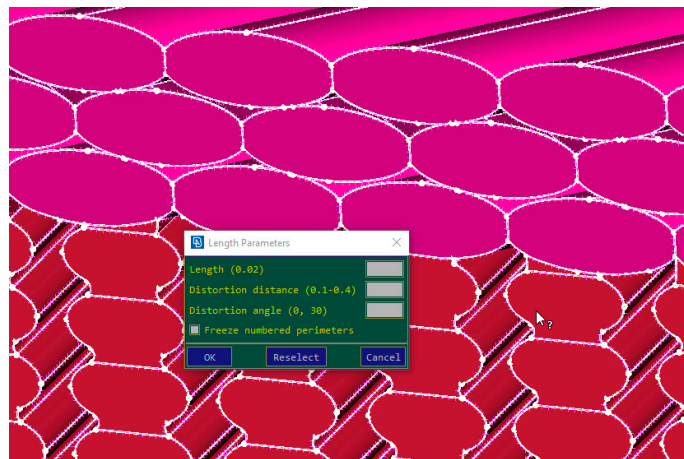 Length Parameters
Length (0.02)
Distortion distance (0.1-0.4)
Distortion angle (0, 30)
Freeze numbered perimeters
OK Reselect Cancel
?